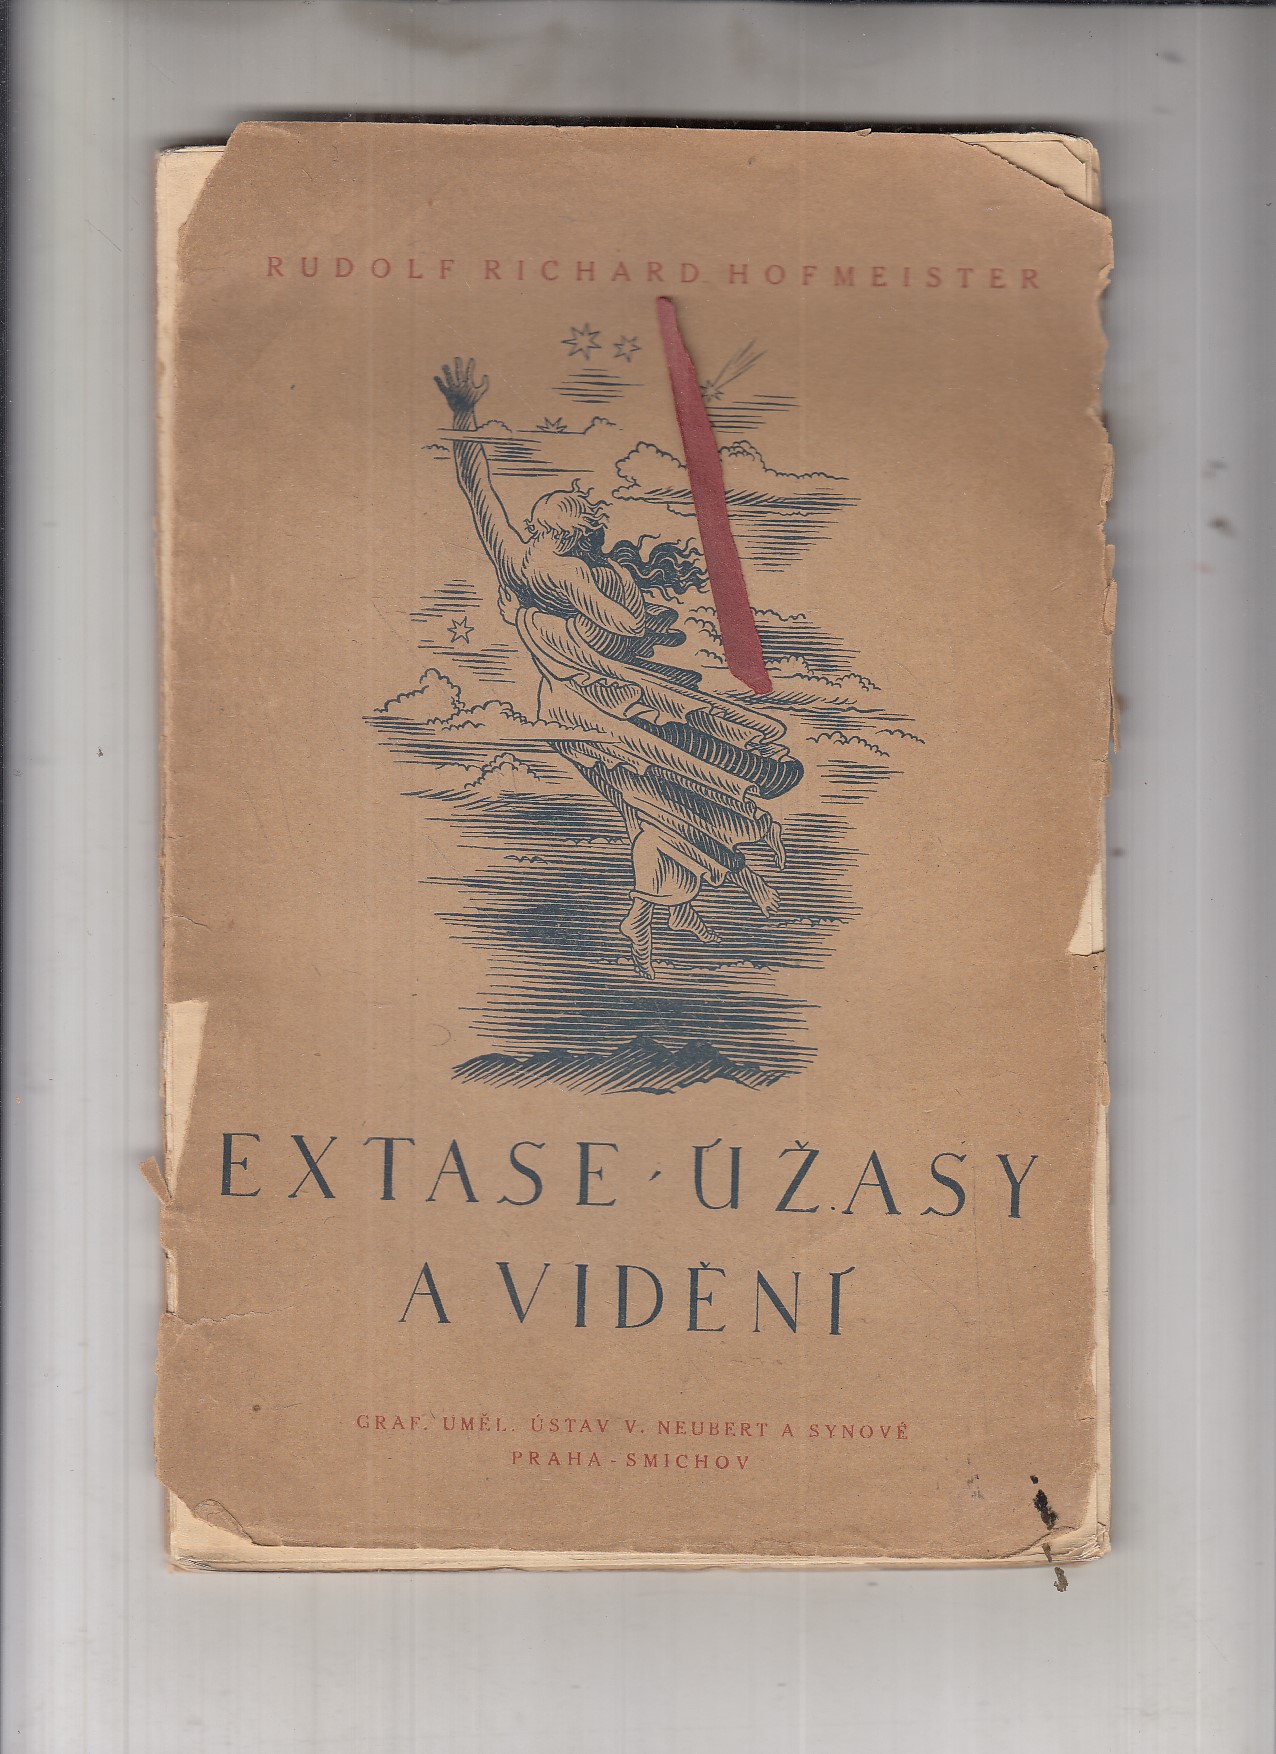 RUDOLF RICHARD HOFMEISTER
EXTASE, ÚŽASY
A VIDĚNÍ
GRAF. UMĚL. ÚSTAV V. NEUBERT A SYNOVÉ
PRAHA - SMICHOV